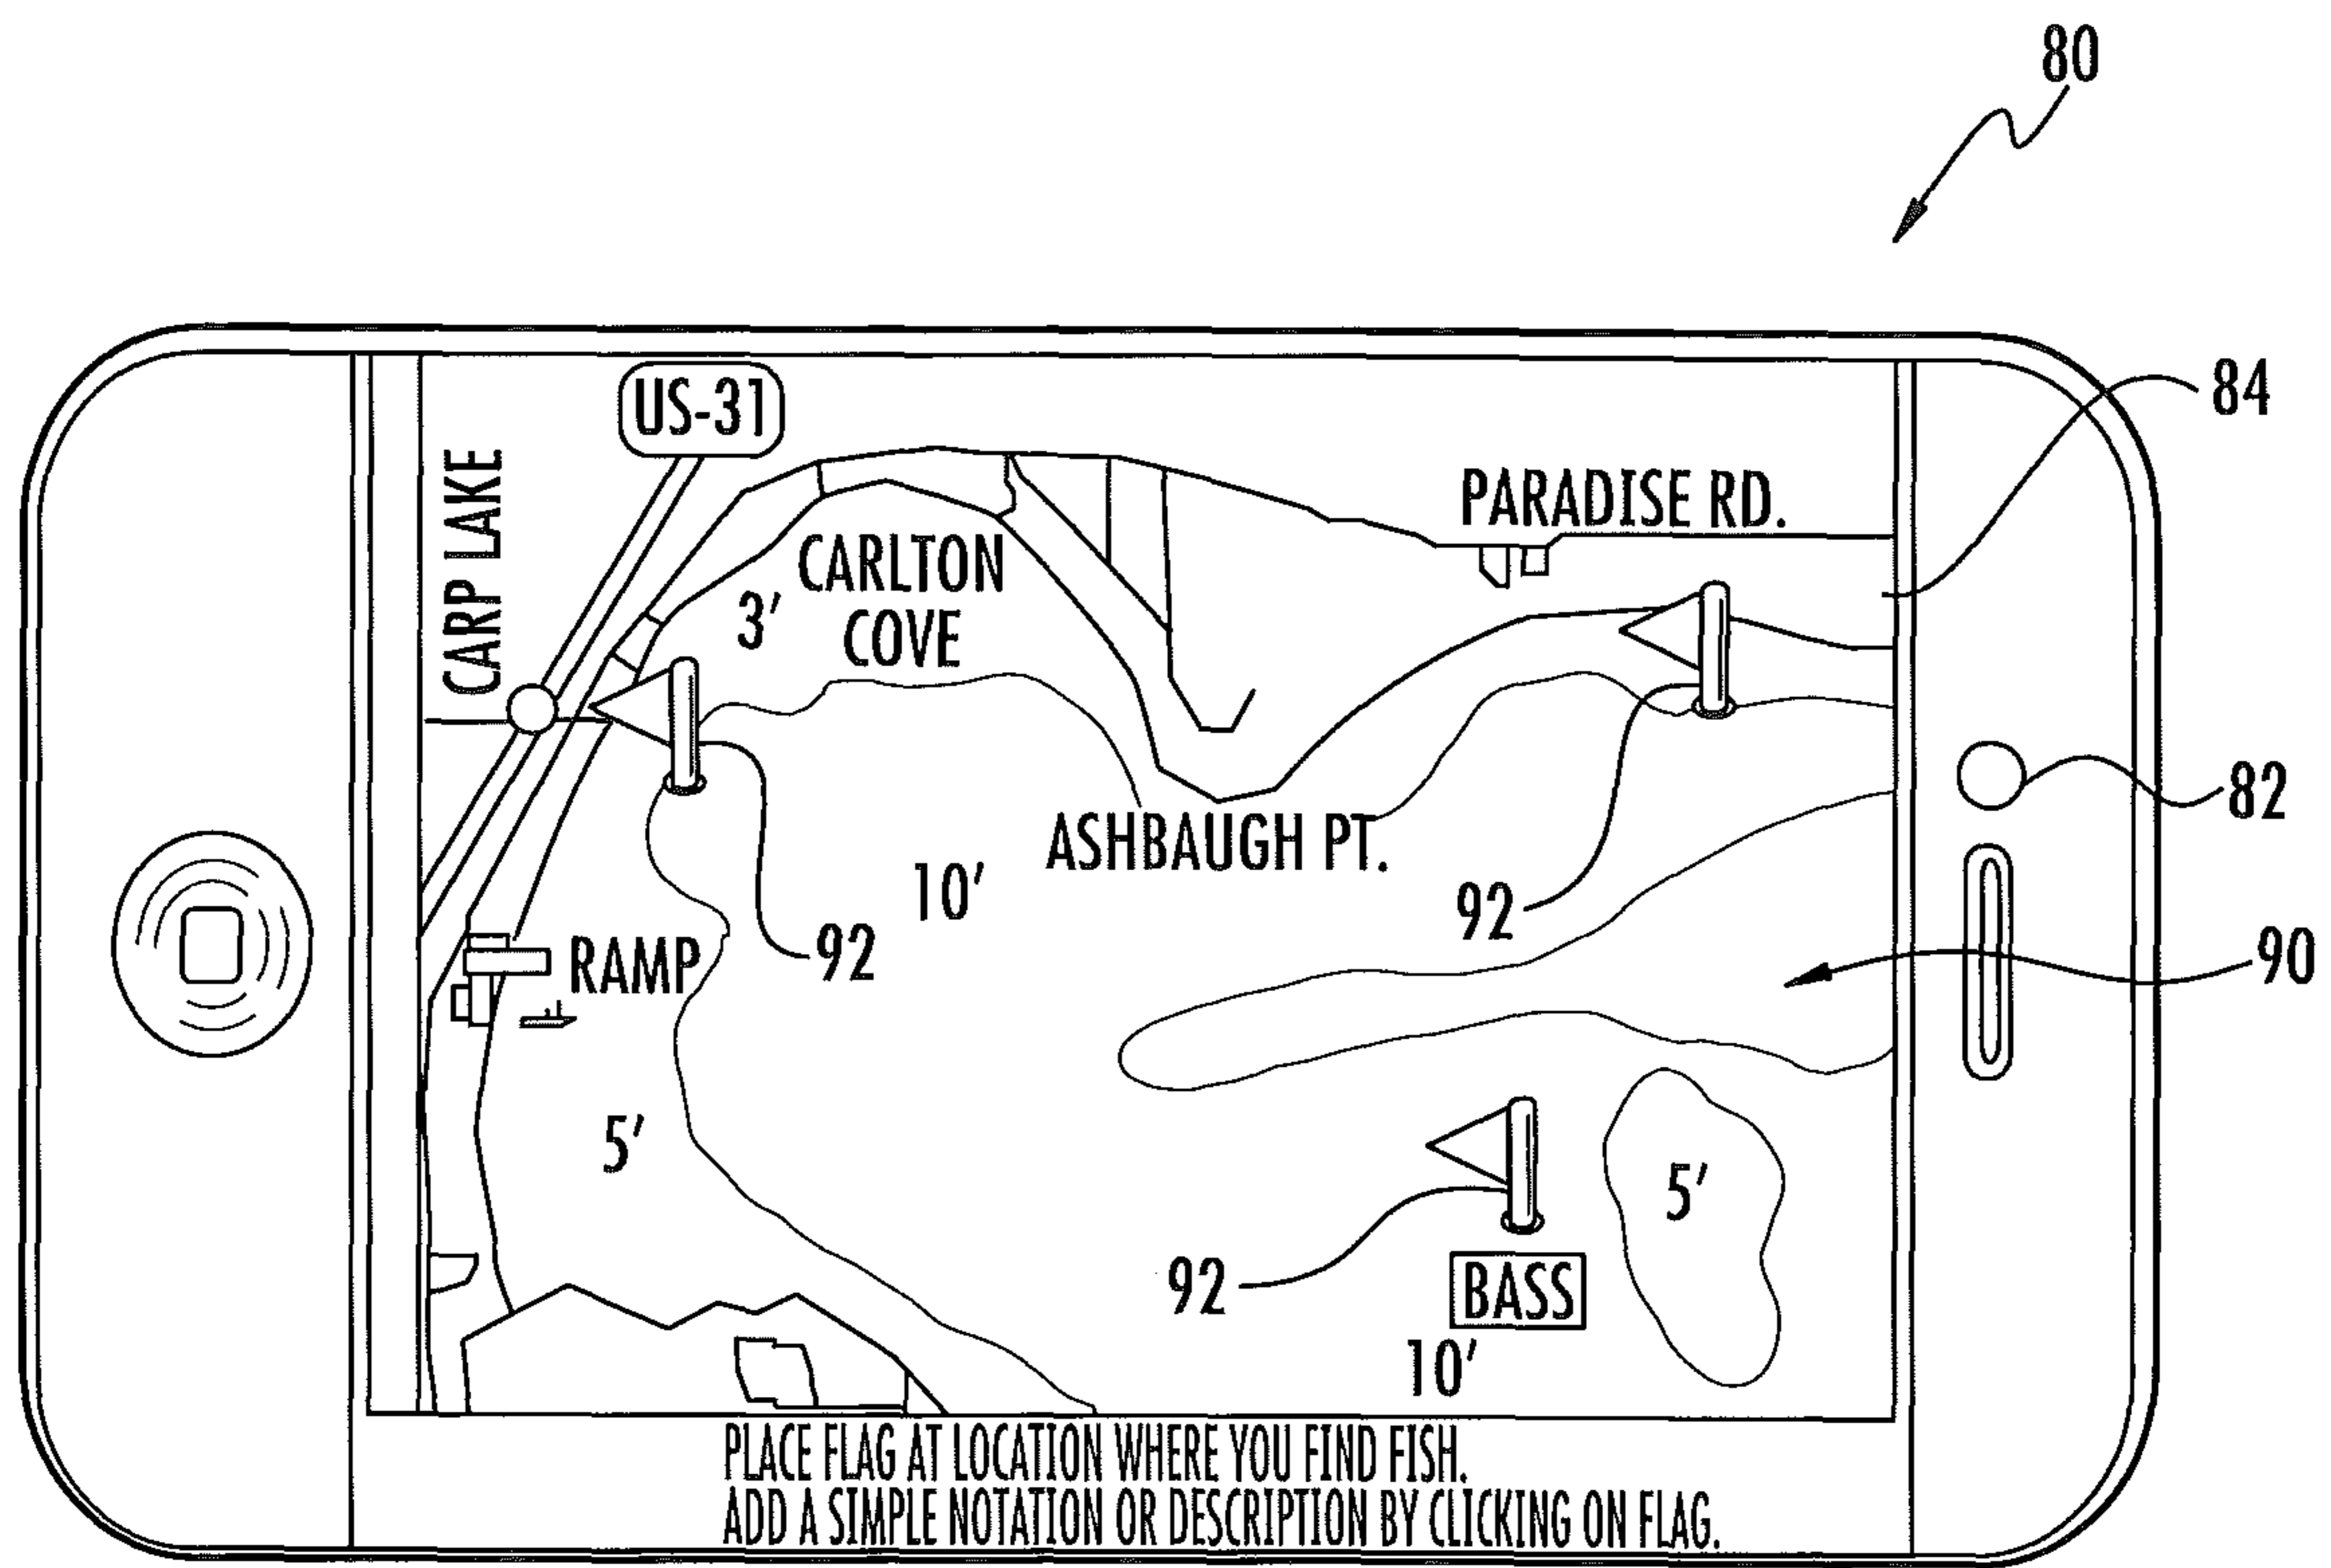 80
US-31
84
CARP LAKE
PARADISE RD.
CARLTON
COVE
3'
82
ASHBAUGH PT.
10'
92
92
RAMP
90
5'
5'
92
BASS
10'
PLACE FLAG AT LOCATION WHERE YOU FIND FISH.
ADD A SIMPLE NOTATION OR DESCRIPTION BY CLICKING ON FLAG.